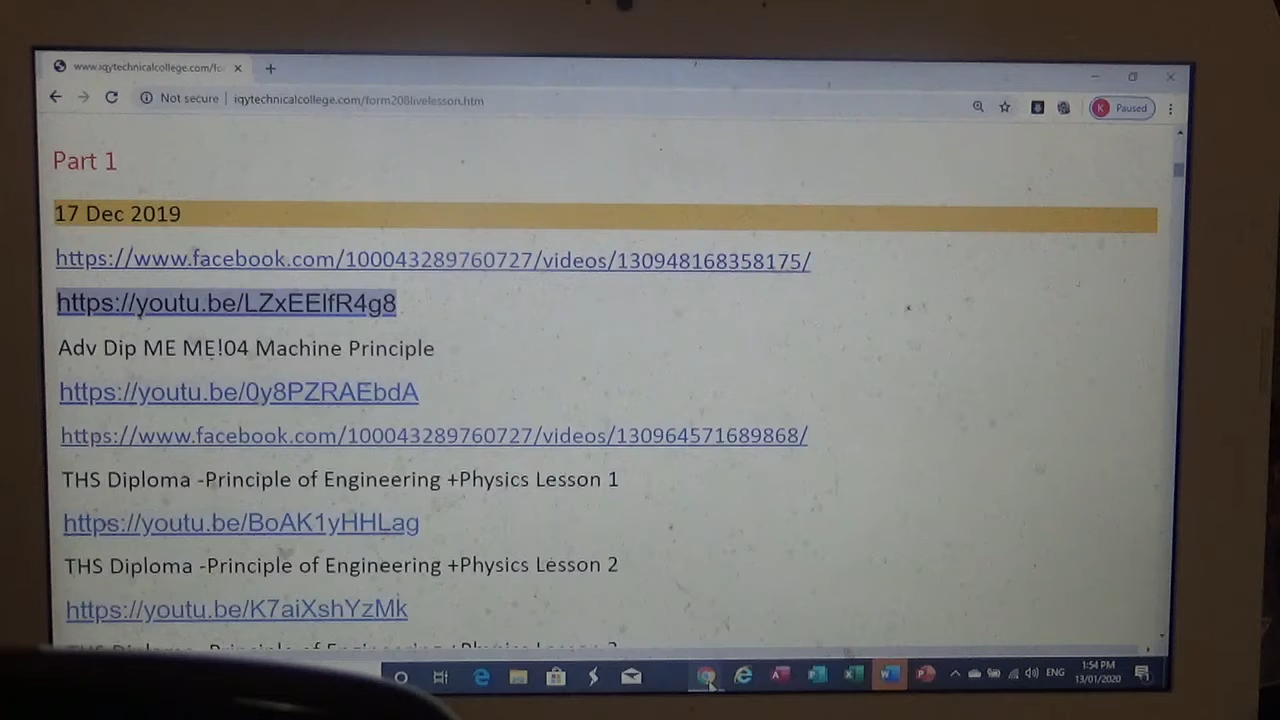 www.iqytechnicalcollege.com/fo
Not secure | iqytechnicalcollege.com/form208livelesson.htm
K Paused
Part 1
17 Dec 2019
https://www.facebook.com/100043289760727/videos/130948168358175/
https://youtu.be/LZxEElfR4g8
Adv Dip ME ME!04 Machine Principle
https://youtu.be/0y8PZRAEbdA
https://www.facebook.com/100043289760727/videos/130964571689868/
THS Diploma -Principle of Engineering +Physics Lesson 1
https://youtu.be/BoAK1yHHLag
THS Diploma -Principle of Engineering +Physics Lesson 2
https://youtu.be/K7aiXshYzMk
ENG
1:54 PM
13/01/2020